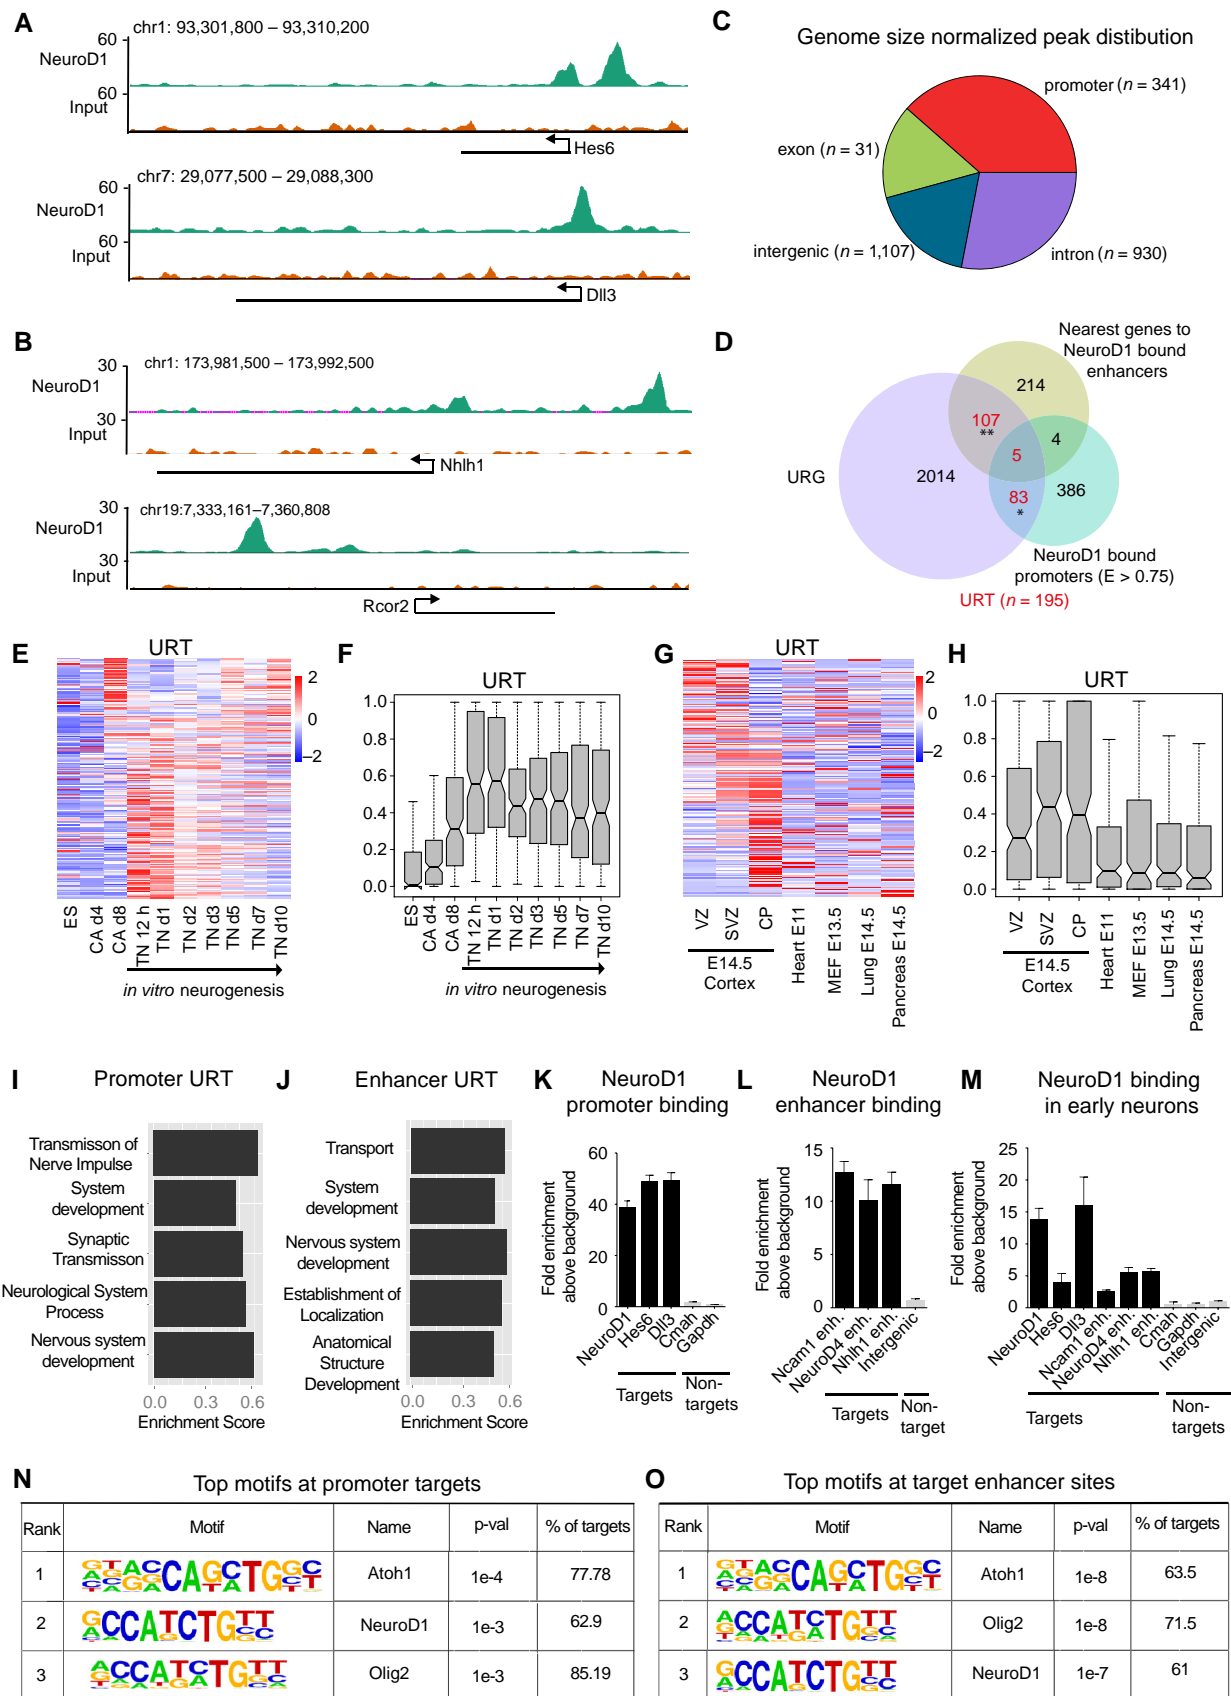 A
chr1: 93,301,800 – 93,310,200
60
NeuroD1
60
Input
Hes6
chr7: 29,077,500 – 29,088,300
60
NeuroD1
60
Input
Dll3
B
chr1: 173,981,500 – 173,992,500
30
NeuroD1
30
Input
Nhlh1
30
chr19:7,333,161–7,360,808
NeuroD1
30
Input
Rcor2
C
Genome size normalized peak distibution
promoter (n = 341)
exon (n = 31)
intergenic (n = 1,107)
intron (n = 930)
D
Nearest genes to
NeuroD1 bound
enhancers
214
107
**
4
5
URG
2014
83
*
386
NeuroD1 bound
promoters (E > 0.75)
URT (n = 195)
E
URT
2
0
–2
ES
CA d4
CA d8
TN 12 h
TN d1
TN d2
TN d3
TN d5
TN d7
TN d10
in vitro neurogenesis
F
URT
1.0
0.8
0.6
0.4
0.2
0.0
ES
CA d4
CA d8
TN 12 h
TN d1
TN d2
TN d3
TN d5
TN d7
TN d10
in vitro neurogenesis
G
URT
2
0
–2
VZ
SVZ
CP
Heart E11
MEF E13.5
Lung E14.5
Pancreas E14.5
E14.5
Cortex
H
URT
1.0
0.8
0.6
0.4
0.2
0.0
VZ
SVZ
CP
Heart E11
MEF E13.5
Lung E14.5
Pancreas E14.5
E14.5
Cortex
I
Promoter URT
Transmisson of
Nerve Impulse
System
development
Synaptic
Transmisson
Neurological System
Process
Nervous system
development
0.0 0.3 0.6
Enrichment Score
J
Enhancer URT
Transport
System
development
Nervous system
development
Establishment of
Localization
Anatomical
Structure
Development
0.0 0.3 0.6
Enrichment Score
K
NeuroD1
promoter binding
Fold enrichment
above background
60
40
20
0
NeuroD1
Hes6
Dll3
Cmah
Gapdh
Targets
Non-
targets
L
NeuroD1
enhancer binding
Fold enrichment
above background
15
10
5
0
Ncam1 enh.
NeuroD4 enh.
Nhlh1 enh.
Intergenic
Targets
Non-
target
M
NeuroD1 binding
in early neurons
Fold enrichment
above background
25
20
15
10
5
0
NeuroD1
Hes6
Dll3
Ncam1 enh.
NeuroD4 enh.
Nhlh1 enh.
Cmah
Gapdh
Intergenic
Targets
Non-
targets
N
Top motifs at promoter targets
Rank Motif Name p-val % of targets
1 Atoh1 1e-4 77.78
2 NeuroD1 1e-3 62.9
3 Olig2 1e-3 85.19
O
Top motifs at target enhancer sites
Rank Motif Name p-val % of targets
1 Atoh1 1e-8 63.5
2 Olig2 1e-8 71.5
3 NeuroD1 1e-7 61